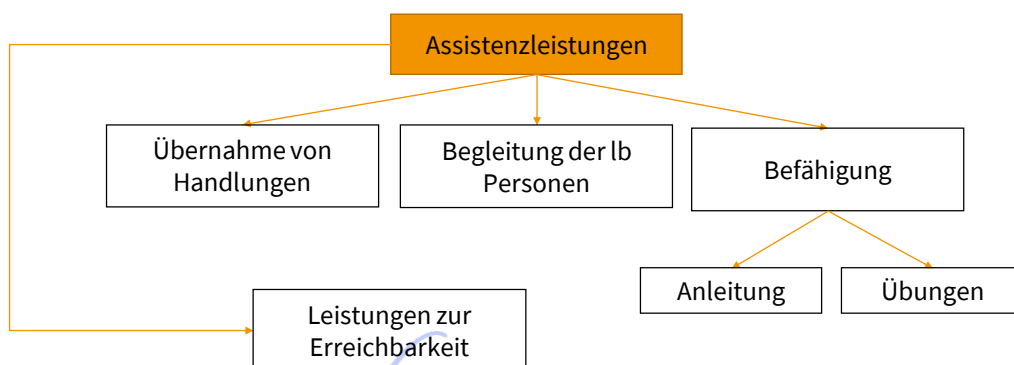 Assistenzleistungen
Übernahme von
Handlungen
Begleitung der lb
Personen
Befähigung
Anleitung
Übungen
Leistungen zur
Erreichbarkeit